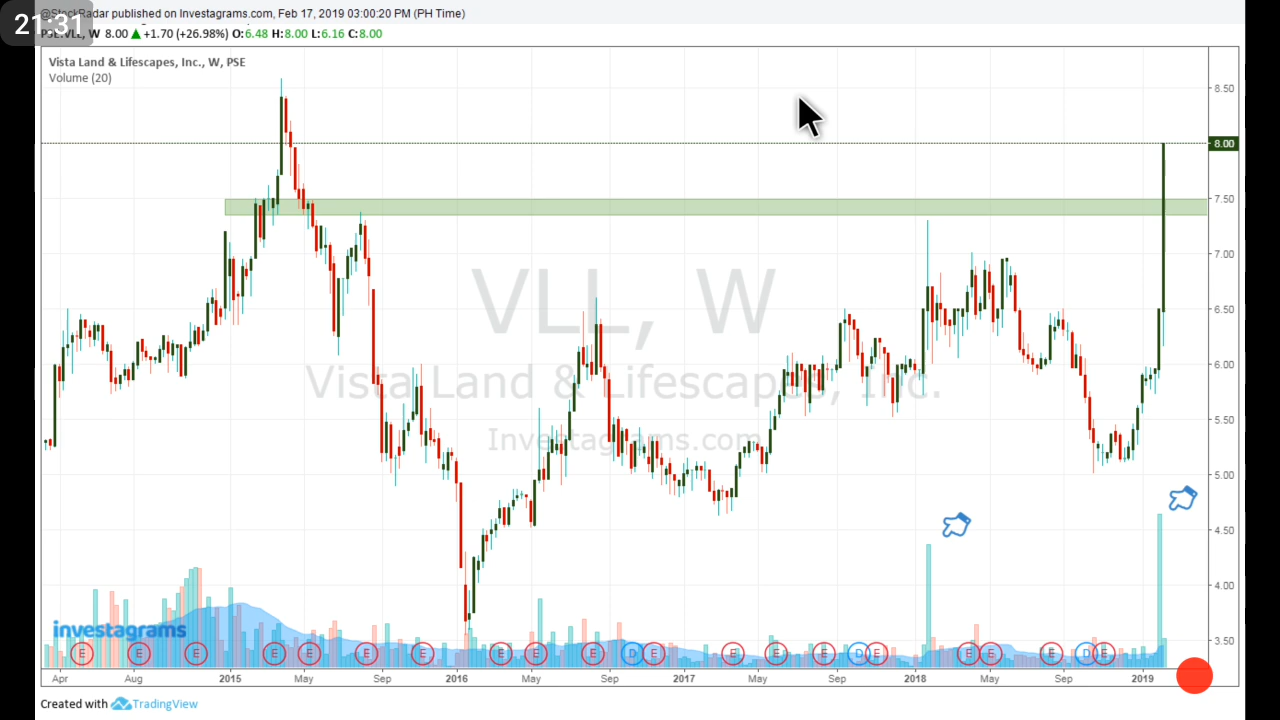 21:31
@StockRadar published on Investagrams.com, Feb 17, 2019 03:00:20 PM (PH Time)
PSE:VLL, W 8.00 ▲ +1.70 (+26.98%) O:6.48 H:8.00 L:6.16 C:8.00
Vista Land & Lifescapes, Inc., W, PSE
Volume (20)
8.50
8.00
7.50
7.00
6.50
6.00
5.50
5.00
4.50
4.00
3.50
VLL, W
Vista Land & Lifescapes, Inc.
Investagrams.com
investagrams
E E E E E E E E E E D E E E E D E E E E D E
Apr Aug 2015 May Sep 2016 May Sep 2017 May Sep 2018 May Sep 2019
Created with TradingView